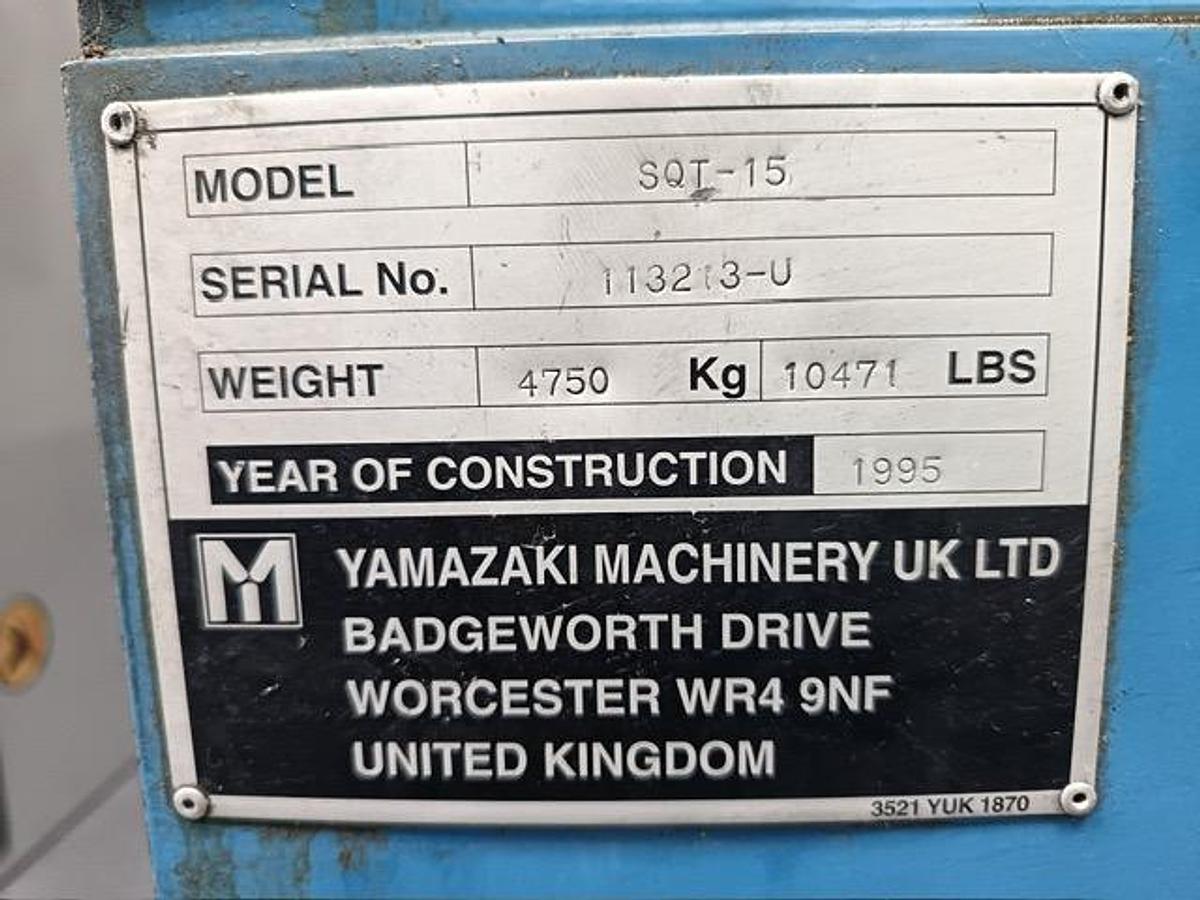 MODEL SQT-15
SERIAL No. 113213-U
WEIGHT 4750 Kg 10471 LBS
YEAR OF CONSTRUCTION 1995
M YAMAZAKI MACHINERY UK LTD
BADGEWORTH DRIVE
WORCESTER WR4 9NF
UNITED KINGDOM
3521 YUK 1870